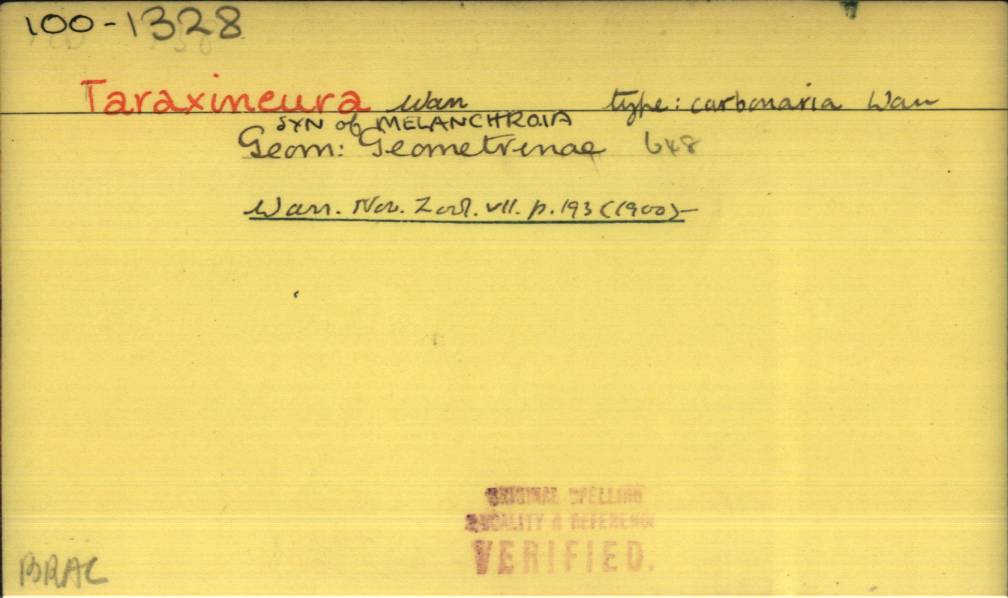 100-1328
Taraxineura Warr type: carbonaria Warr
SYN of MELANCHROIA
Geom: Geometrinae 648
Warr. Nov. Zool. vii. p. 193 (1900)
ORIGINAL SPELLING
LOCALITY & REFERENCE
VERIFIED.
BRAC